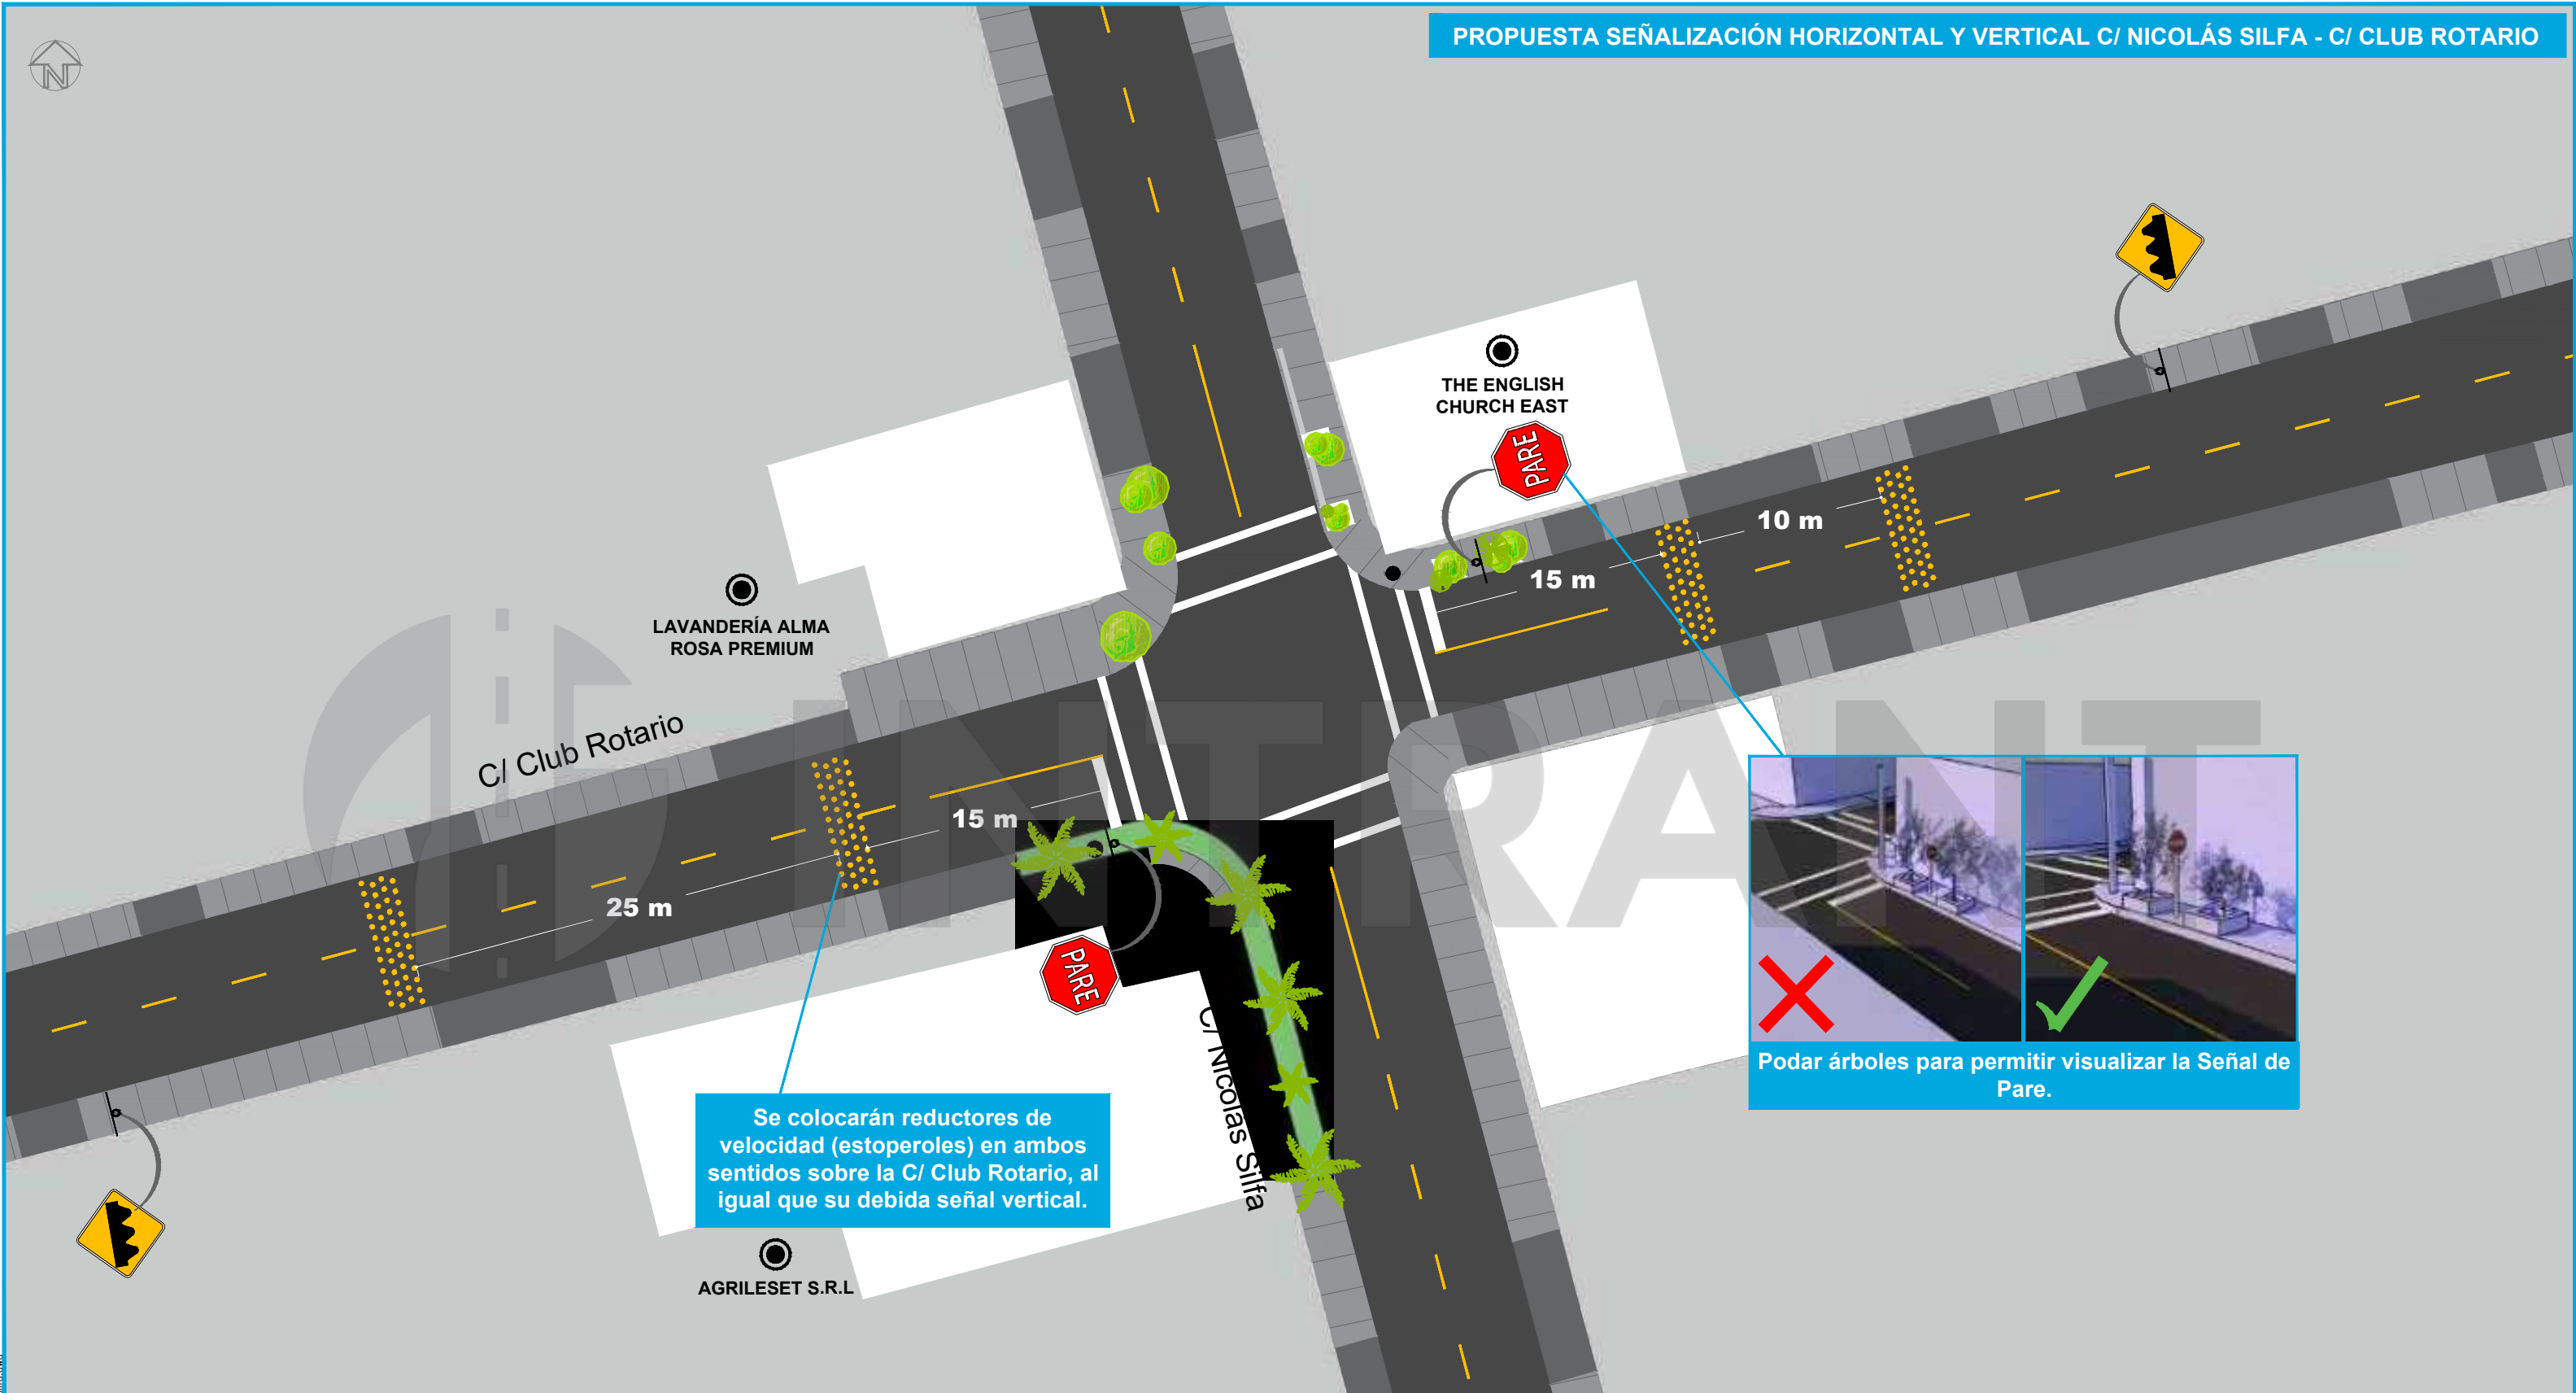 PROPUESTA SEÑALIZACIÓN HORIZONTAL Y VERTICAL C/ NICOLÁS SILFA - C/ CLUB ROTARIO
N
THE ENGLISH
CHURCH EAST
PARE
10 m
15 m
LAVANDERÍA ALMA
ROSA PREMIUM
C/ Club Rotario
INTRANT
15 m
25 m
PARE
C/ Nicolas Silfa
Podar árboles para permitir visualizar la Señal de
Pare.
Se colocarán reductores de
velocidad (estoperoles) en ambos
sentidos sobre la C/ Club Rotario, al
igual que su debida señal vertical.
AGRILESET S.R.L